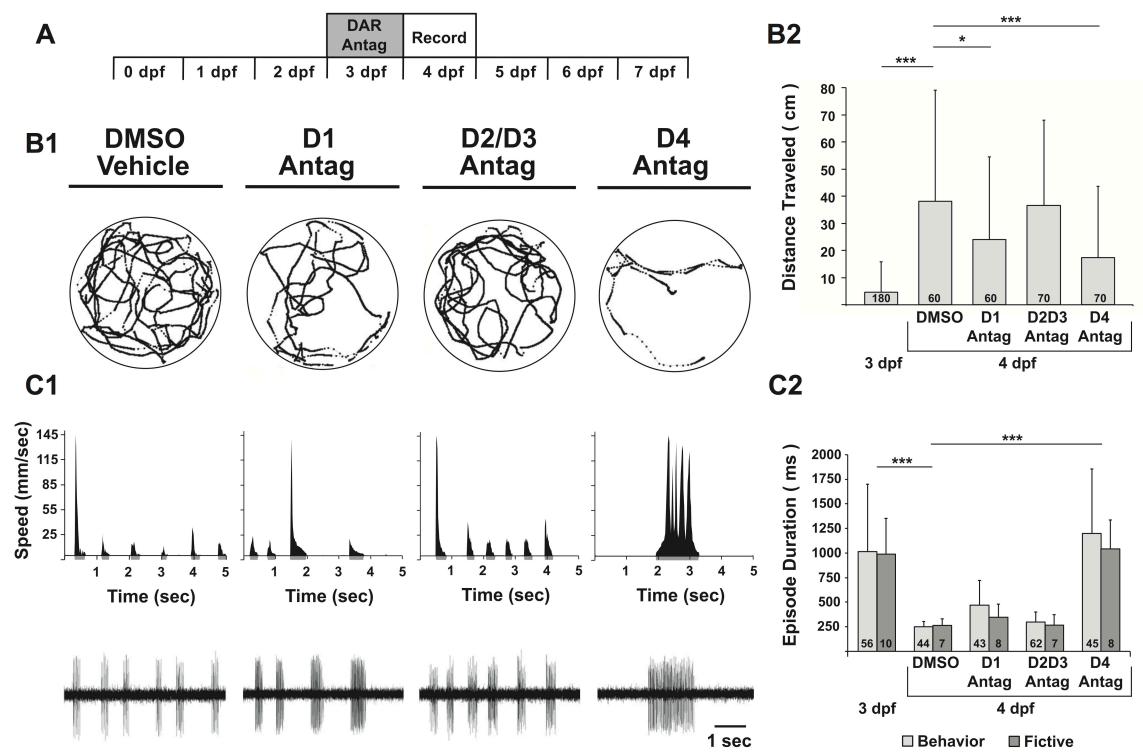 A
DAR
Antag
Record
0 dpf 1 dpf 2 dpf 3 dpf 4 dpf 5 dpf 6 dpf 7 dpf
B1
DMSO
Vehicle
D1
Antag
D2/D3
Antag
D4
Antag
B2
***
*
***
Distance Traveled ( cm )
80
70
60
50
40
30
20
10
180 60 60 70 70
DMSO D1 Antag D2D3 Antag D4 Antag
3 dpf 4 dpf
C1
Speed (mm/sec)
145
115
85
55
25
1 2 3 4 5
1 2 3 4 5
1 2 3 4 5
1 2 3 4 5
Time (sec) Time (sec) Time (sec) Time (sec)
1 sec
C2
***
***
Episode Duration ( ms )
2000
1750
1500
1250
1000
750
500
250
56 10 44 7 43 8 62 7 45 8
DMSO D1 Antag D2D3 Antag D4 Antag
3 dpf 4 dpf
Behavior Fictive